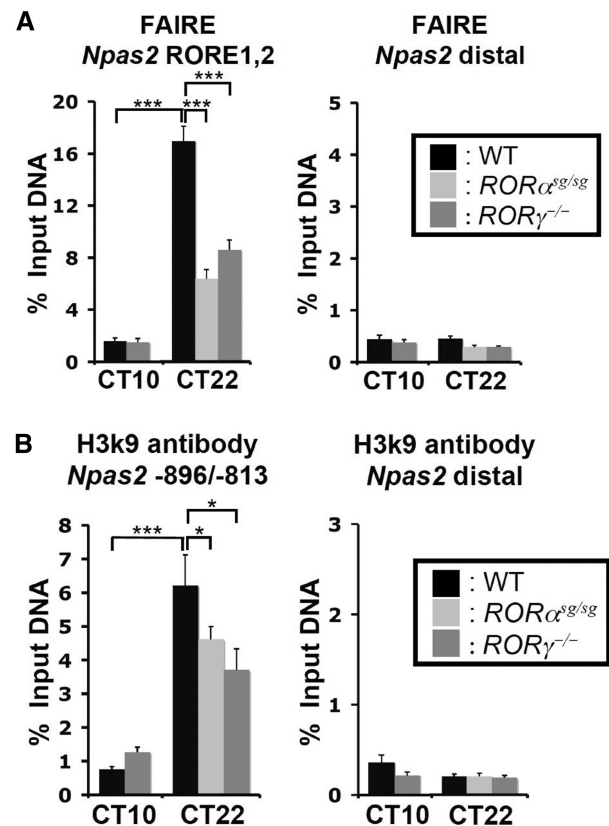 A
FAIRE
Npas2 RORE1,2
FAIRE
Npas2 distal
% Input DNA
20
16
12
8
4
0
***
***
***
CT10
CT22
% Input DNA
5
4
3
2
1
0
CT10
CT22
: WT
: RORα^sg/sg
: RORγ^−/−
B
H3k9 antibody
Npas2 -896/-813
H3k9 antibody
Npas2 distal
% Input DNA
8
7
6
5
4
3
2
1
0
***
*
*
CT10
CT22
% Input DNA
3
2
1
0
CT10
CT22
: WT
: RORα^sg/sg
: RORγ^−/−